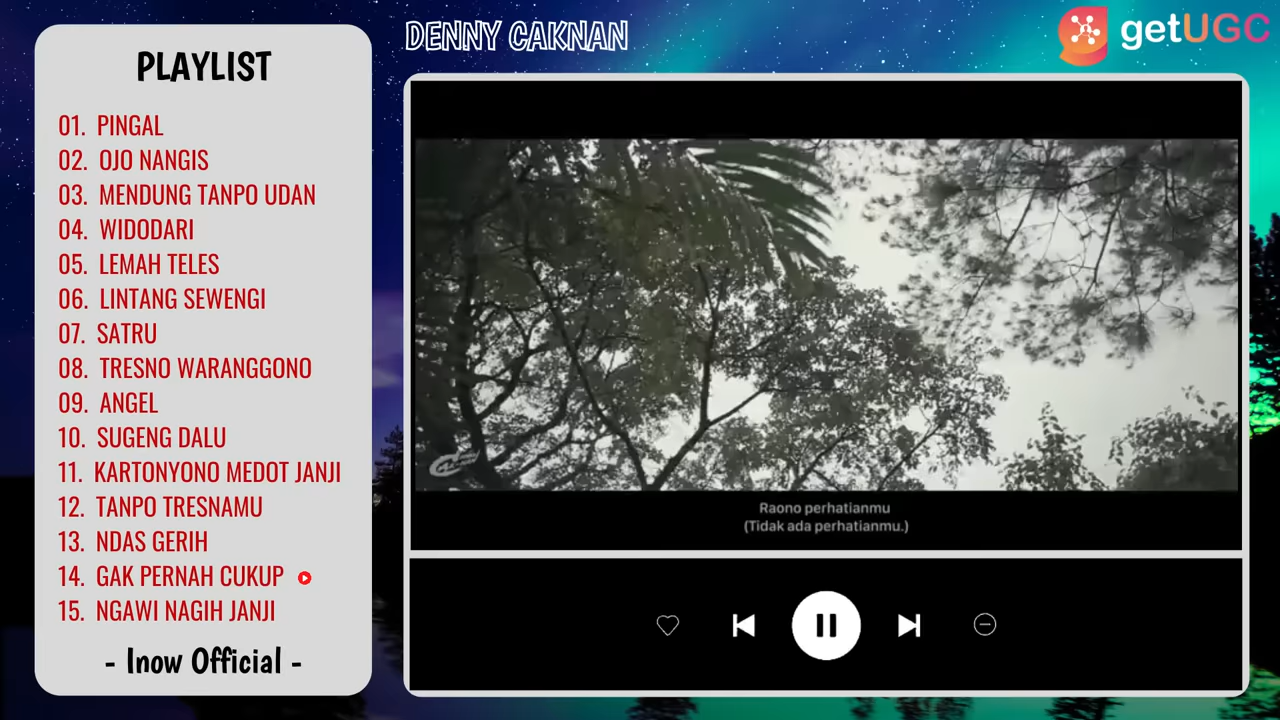 PLAYLIST
01. PINGAL
02. OJO NANGIS
03. MENDUNG TANPO UDAN
04. WIDODARI
05. LEMAH TELES
06. LINTANG SEWENGI
07. SATRU
08. TRESNO WARANGGONO
09. ANGEL
10. SUGENG DALU
11. KARTONYONO MEDOT JANJI
12. TANPO TRESNAMU
13. NDAS GERIH
14. GAK PERNAH CUKUP
15. NGAWI NAGIH JANJI
- Inow Official -
DENNY CAKNAN
getUGC
Raono perhatianmu
(Tidak ada perhatianmu.)